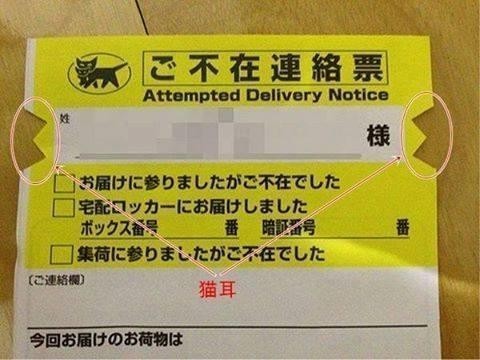 ご不在連絡票
Attempted Delivery Notice
姓
様
お届けに参りましたがご不在でした
宅配ロッカーにお届けしました
ボックス番号 番 暗証番号 番
集荷に参りましたがご不在でした
猫耳
〔ご連絡欄〕
今回お届けのお荷物は